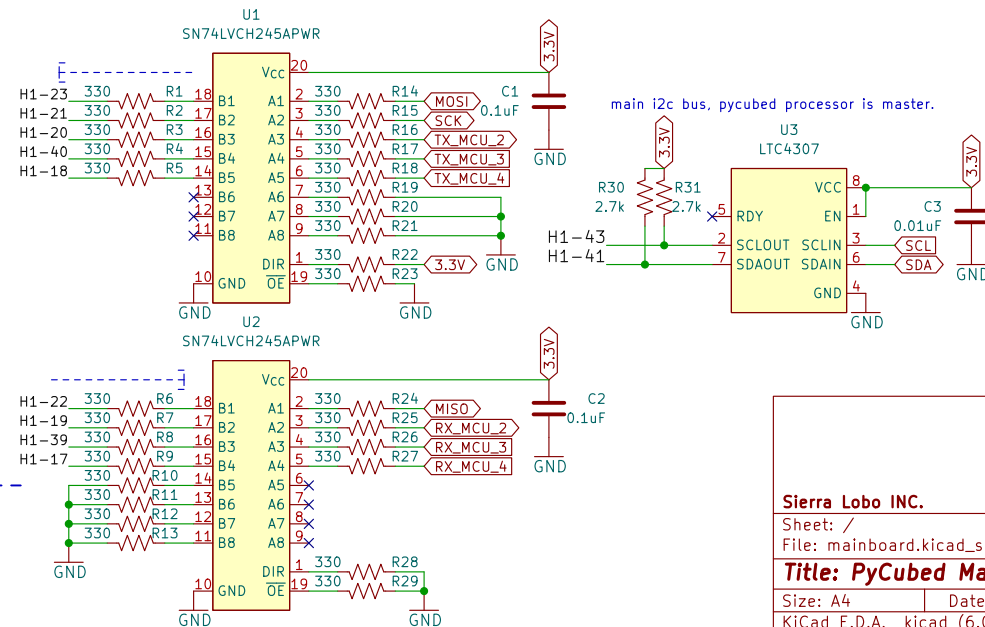 U1
SN74LVCH245APWR
Vcc 20
3.3V
H1-23 330 R1 18 B1 A1 2 330 R14 MOSI
H1-21 330 R2 17 B2 A2 3 330 R15 SCK
H1-20 330 R3 16 B3 A3 4 330 R16 TX_MCU_2
H1-40 330 R4 15 B4 A4 5 330 R17 TX_MCU_3
H1-18 330 R5 14 B5 A5 6 330 R18 TX_MCU_4
13 B6 A6 7 330 R19
12 B7 A7 8 330 R20
11 B8 A8 9 330 R21
DIR 1 330 R22 3.3V
10 GND OE 19 330 R23
C1
0.1uF
GND
GND
GND
GND
U2
SN74LVCH245APWR
Vcc 20
3.3V
H1-22 330 R6 18 B1 A1 2 330 R24 MISO
H1-19 330 R7 17 B2 A2 3 330 R25 RX_MCU_2
H1-39 330 R8 16 B3 A3 4 330 R26 RX_MCU_3
H1-17 330 R9 15 B4 A4 5 330 R27 RX_MCU_4
330 R10 14 B5 A5 6
330 R11 13 B6 A6 7
330 R12 12 B7 A7 8
330 R13 11 B8 A8 9
DIR 1 330 R28
10 GND OE 19 330 R29
C2
0.1uF
GND
GND
GND
GND
main i2c bus, pycubed processor is master.
U3
LTC4307
3.3V
3.3V
R30
2.7k
R31
2.7k
VCC 8
5 RDY EN 1
H1-43 2 SCLOUT SCLIN 3 SCL
H1-41 7 SDAOUT SDAIN 6 SDA
GND 4
C3
0.01uF
GND
GND
Sierra Lobo INC.
Sheet: /
File: mainboard.kicad_s
Title: PyCubed Ma
Size: A4 Date
KiCad E.D.A. kicad (6.0